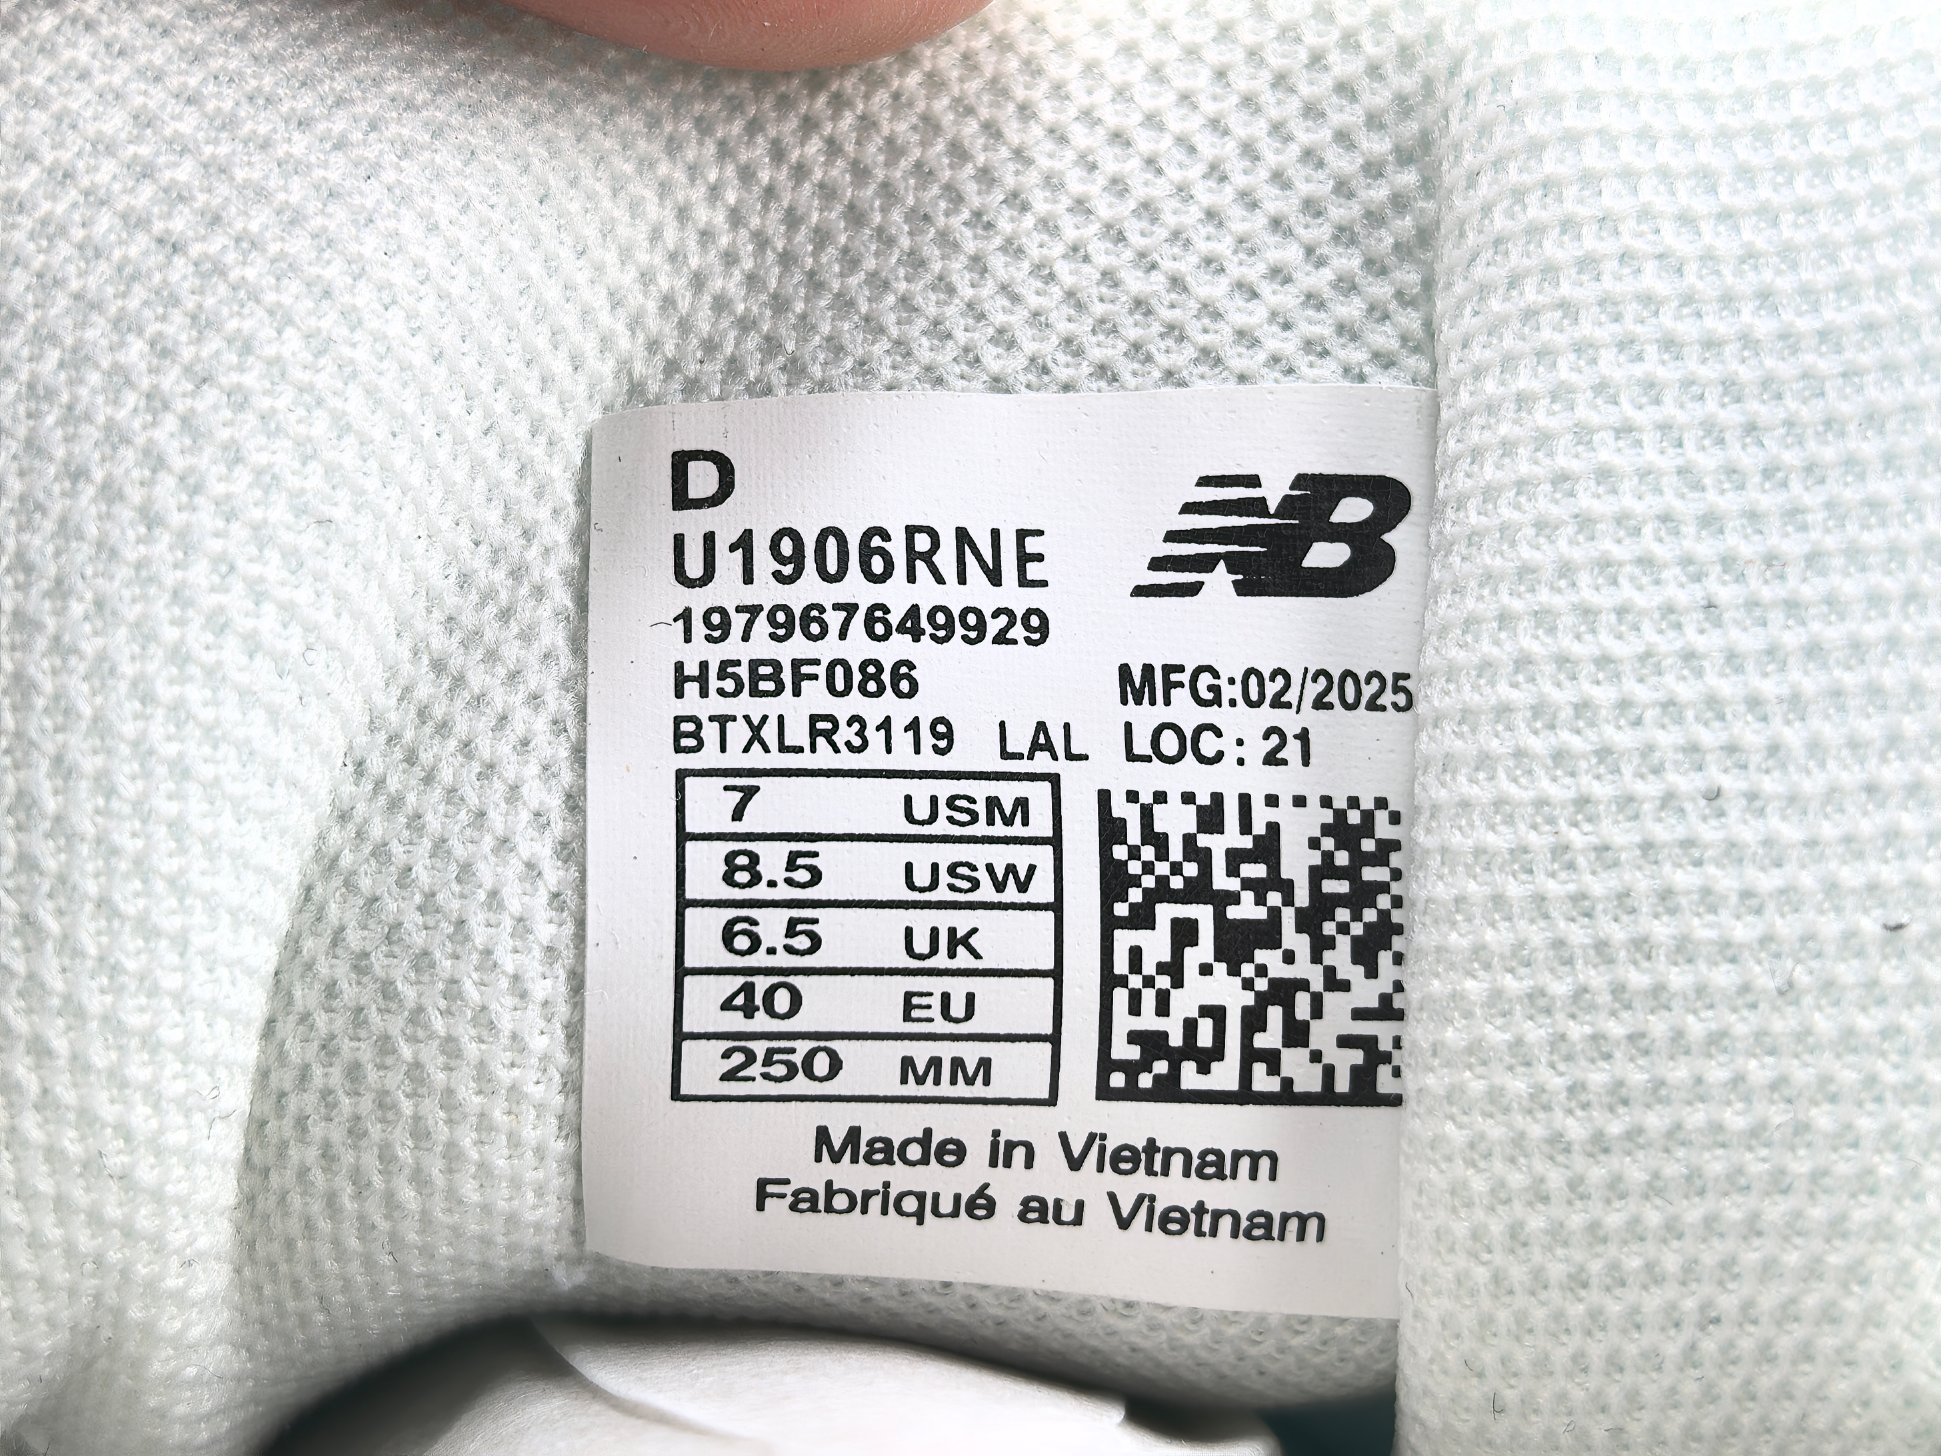 D
NB
U1906RNE
197967649929
H5BF086 MFG:02/2025
BTXLR3119 LAL LOC: 21
7 USM
8.5 USW
6.5 UK
40 EU
250 MM
Made in Vietnam
Fabriqué au Vietnam